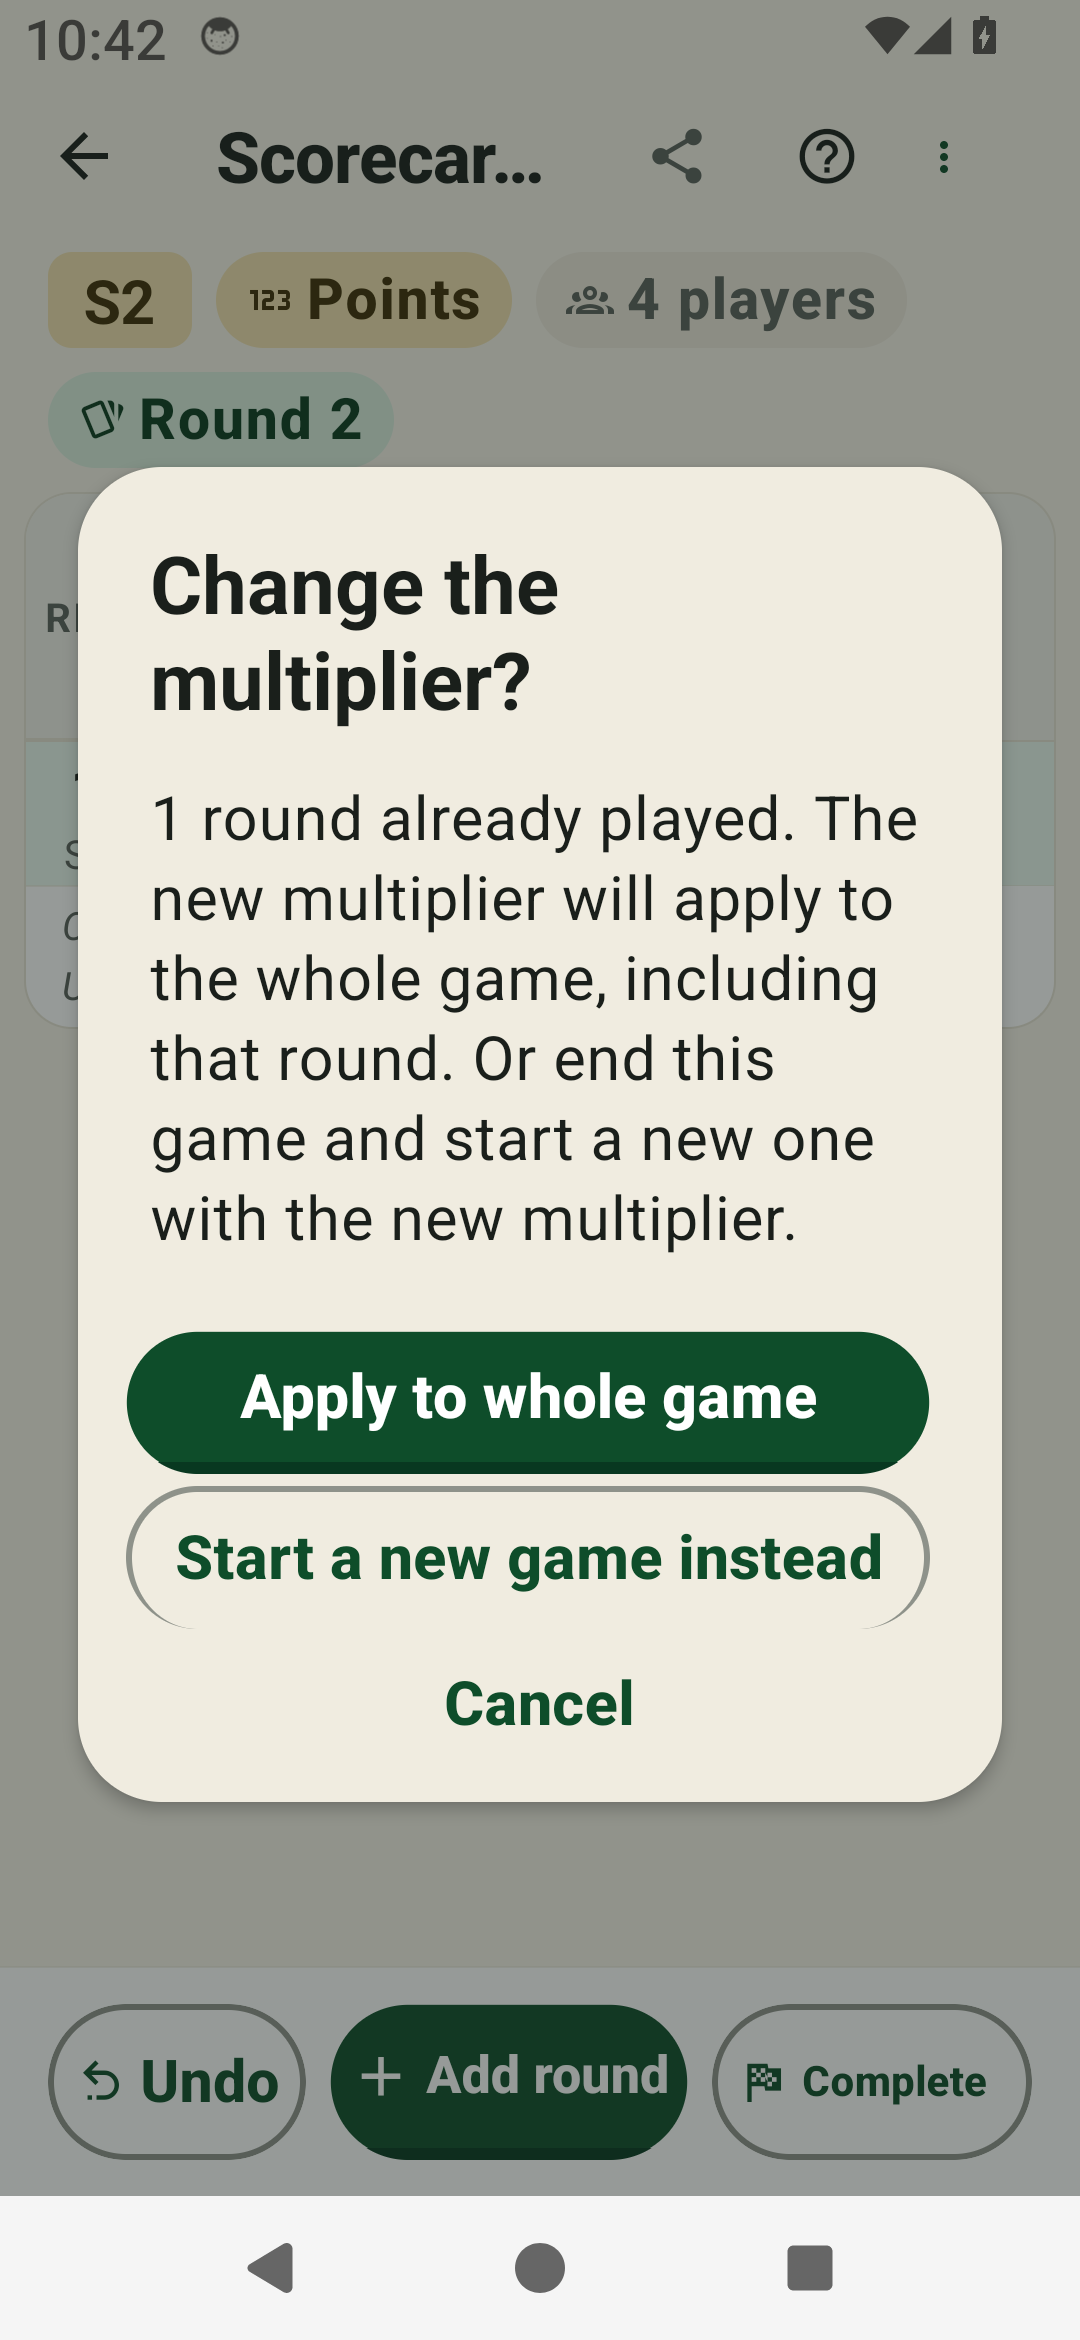 10:42
Scorecar...
S2
123 Points
4 players
Round 2
Change the
multiplier?
1 round already played. The
new multiplier will apply to
the whole game, including
that round. Or end this
game and start a new one
with the new multiplier.
Apply to whole game
Start a new game instead
Cancel
Undo
Add round
Complete